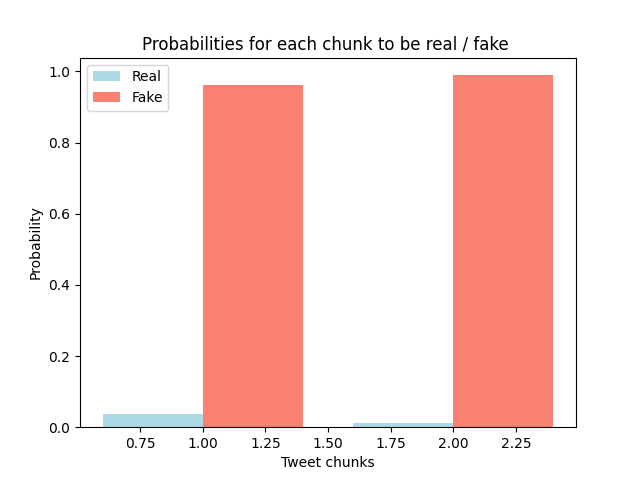 Probabilities for each chunk to be real / fake
Real
Fake
Probability
1.0
0.8
0.6
0.4
0.2
0.0
0.75 1.00 1.25 1.50 1.75 2.00 2.25
Tweet chunks